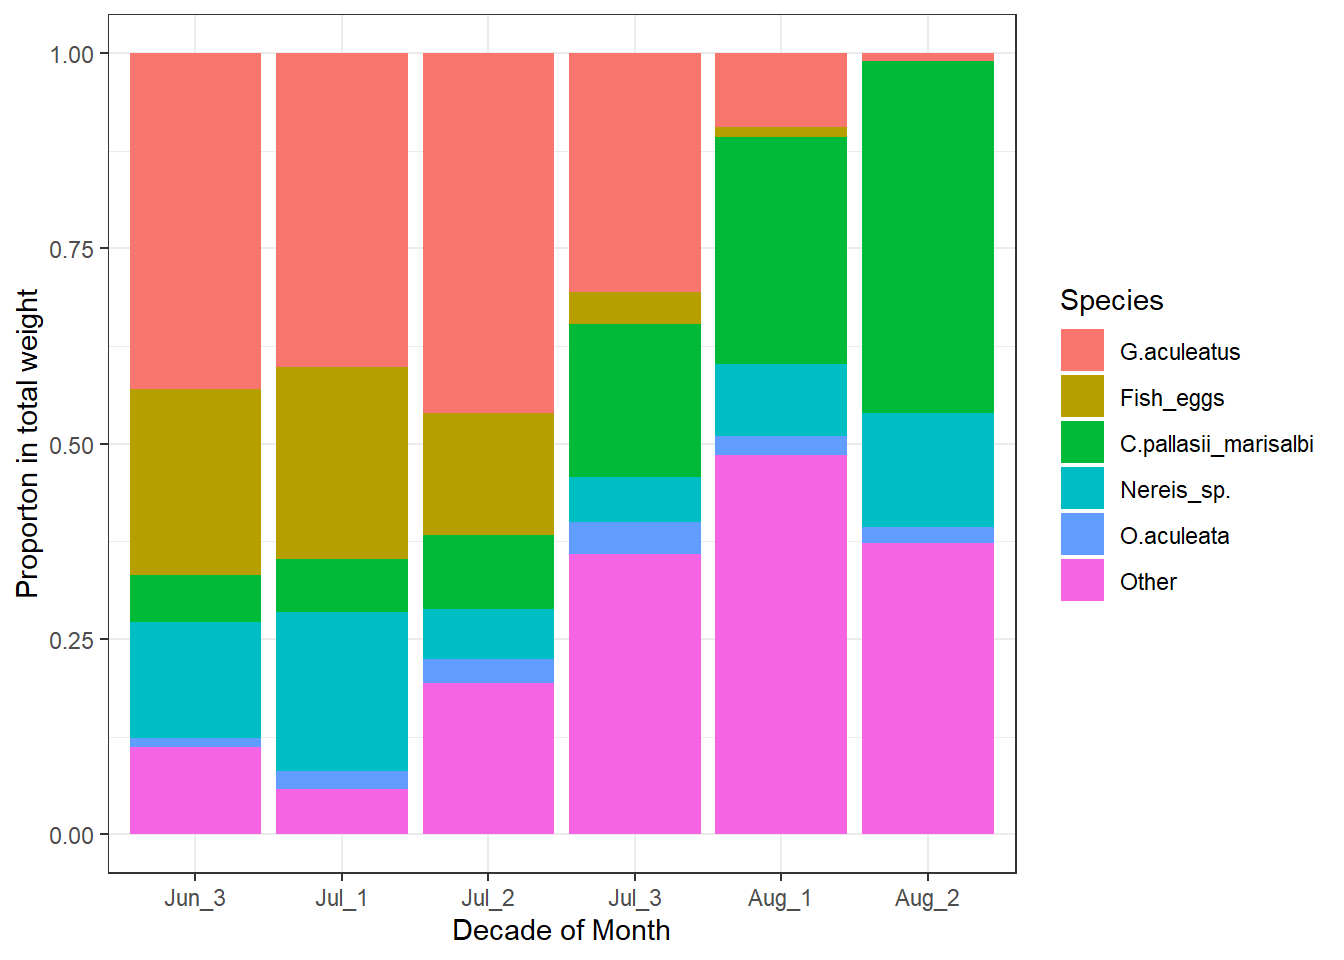 Proporton in total weight
1.00
0.75
0.50
0.25
0.00
Jun_3
Jul_1
Jul_2
Jul_3
Aug_1
Aug_2
Decade of Month
Species
G.aculeatus
Fish_eggs
C.pallasii_marisalbi
Nereis_sp.
O.aculeata
Other